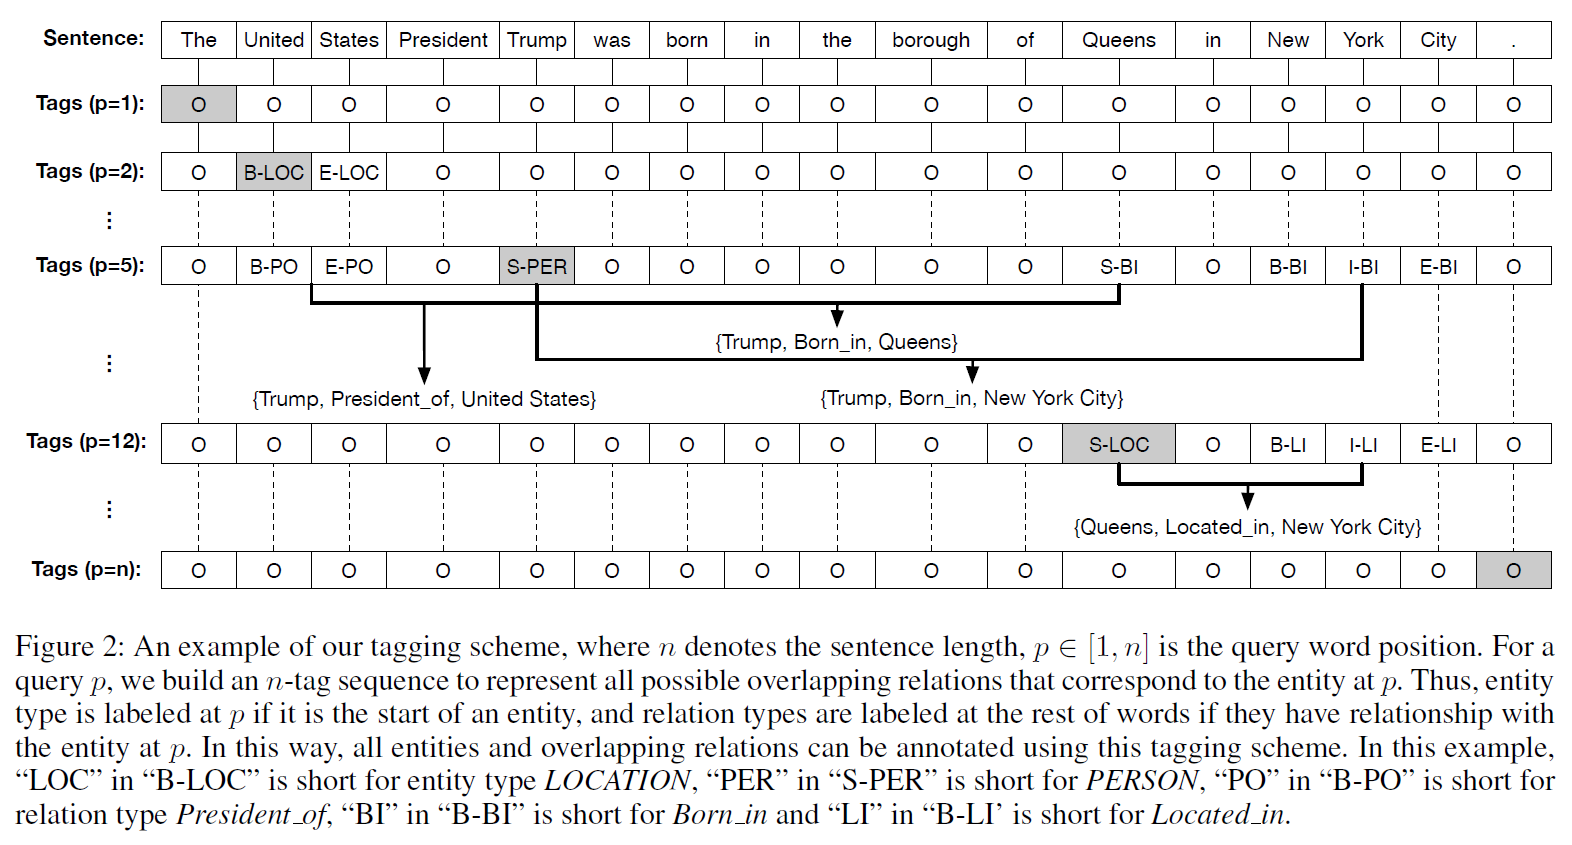 Sentence: The United States President Trump was born in the borough of Queens in New York City .
Tags (p=1): O O O O O O O O O O O O O O O O O
Tags (p=2): O B-LOC E-LOC O O O O O O O O O O O O O O
⋮
Tags (p=5): O B-PO E-PO O S-PER O O O O O O S-BI O B-BI I-BI E-BI O
{Trump, Born_in, Queens}
⋮
{Trump, President_of, United States} {Trump, Born_in, New York City}
Tags (p=12): O O O O O O O O O O O S-LOC O B-LI I-LI E-LI O
⋮
{Queens, Located_in, New York City}
Tags (p=n): O O O O O O O O O O O O O O O O O
Figure 2: An example of our tagging scheme, where n denotes the sentence length, p ∈ [1, n] is the query word position. For a
query p, we build an n-tag sequence to represent all possible overlapping relations that correspond to the entity at p. Thus, entity
type is labeled at p if it is the start of an entity, and relation types are labeled at the rest of words if they have relationship with
the entity at p. In this way, all entities and overlapping relations can be annotated using this tagging scheme. In this example,
“LOC” in “B-LOC” is short for entity type LOCATION, “PER” in “S-PER” is short for PERSON, “PO” in “B-PO” is short for
relation type President_of, “BI” in “B-BI” is short for Born_in and “LI” in “B-LI’ is short for Located_in.